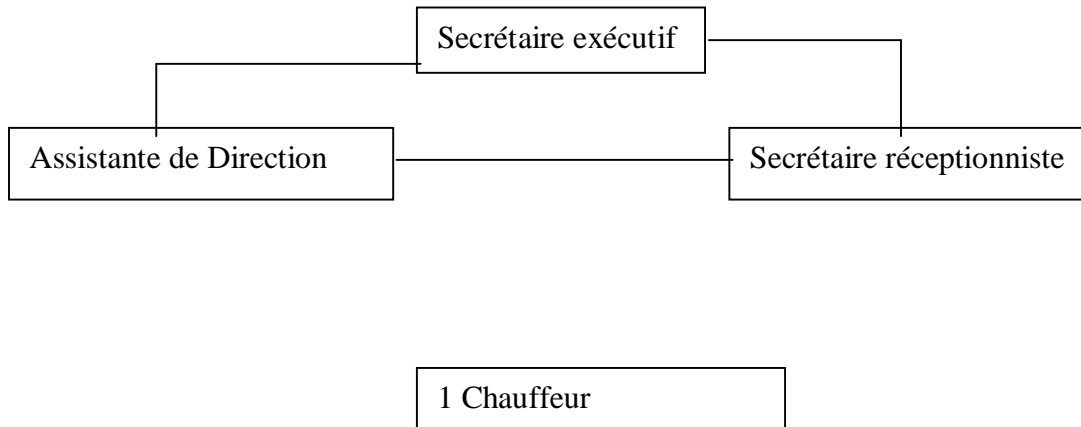 Secrétaire exécutif
Assistante de Direction
Secrétaire réceptionniste
1 Chauffeur